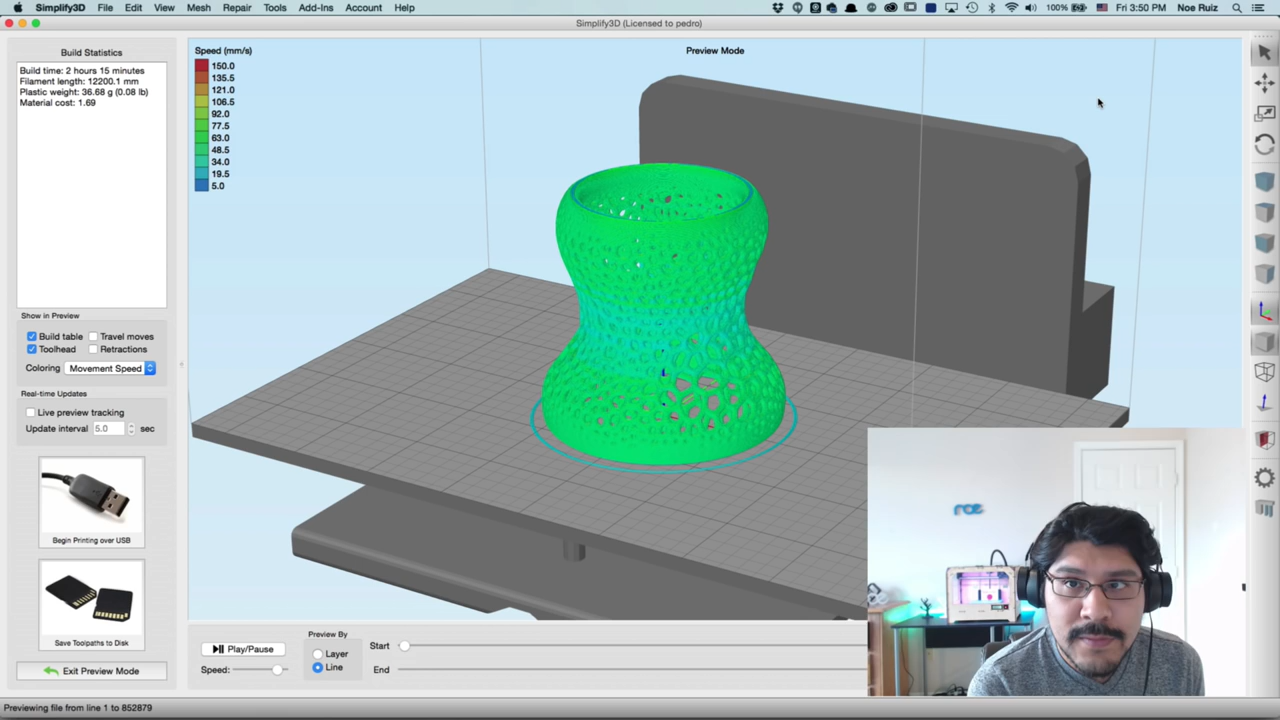 Simplify3D File Edit View Mesh Repair Tools Add-Ins Account Help 100% Fri 3:50 PM Noe Ruiz
Simplify3D (Licensed to pedro)
Build Statistics
Build time: 2 hours 15 minutes
Filament length: 12200.1 mm
Plastic weight: 36.68 g (0.08 lb)
Material cost: 1.69
Speed (mm/s)
150.0
135.5
121.0
106.5
92.0
77.5
63.0
48.5
34.0
19.5
5.0
Preview Mode
Show in Preview
Build table Travel moves
Toolhead Retractions
Coloring Movement Speed
Real-time Updates
Live preview tracking
Update interval 5.0 sec
Begin Printing over USB
Save Toolpaths to Disk
Exit Preview Mode
Play/Pause
Speed:
Preview By
Layer
Line
Start
End
noe
Previewing file from line 1 to 852879